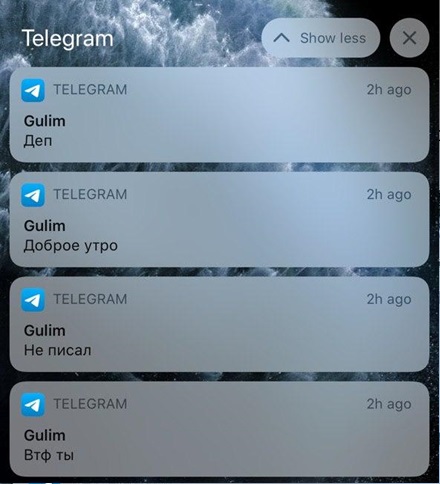 Telegram
Show less
TELEGRAM 2h ago
Gulim
Деп
TELEGRAM 2h ago
Gulim
Доброе утро
TELEGRAM 2h ago
Gulim
Не писал
TELEGRAM 2h ago
Gulim
Втф ты